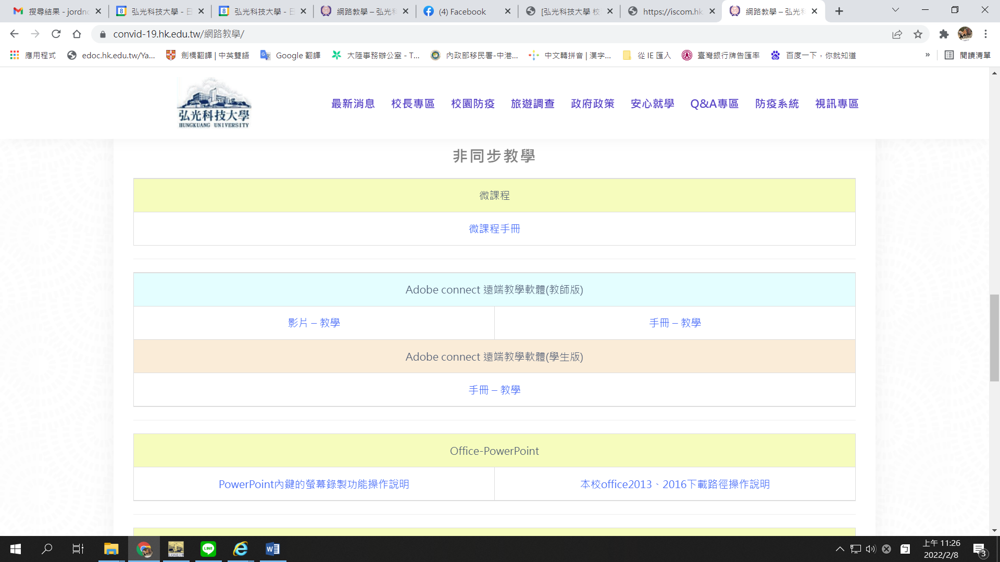 搜尋結果 - jordn
弘光科技大學 - 日
弘光科技大學 - 日
網路教學 – 弘光科
(4) Facebook
[弘光科技大學 校
https://iscom.hk
網路教學 – 弘光科
convid-19.hk.edu.tw/網路教學/
應用程式
edoc.hk.edu.tw/Ya...
劍橋翻譯 | 中英雙語
Google 翻譯
大陸事務辦公室 - T...
內政部移民署-中港...
中文轉拼音 | 漢字...
從 IE 匯入
臺灣銀行牌告匯率
百度一下，你就知道
»
閱讀清單
弘光科技大學
HUNGKUANG UNIVERSITY
最新消息
校長專區
校園防疫
旅遊調查
政府政策
安心就學
Q&A專區
防疫系統
視訊專區
非同步教學
微課程
微課程手冊
Adobe connect 遠端教學軟體(教師版)
影片 – 教學
手冊 – 教學
Adobe connect 遠端教學軟體(學生版)
手冊 – 教學
Office-PowerPoint
PowerPoint內鍵的螢幕錄製功能操作說明
本校office2013、2016下載路徑操作說明
上午 11:26
2022/2/8
3